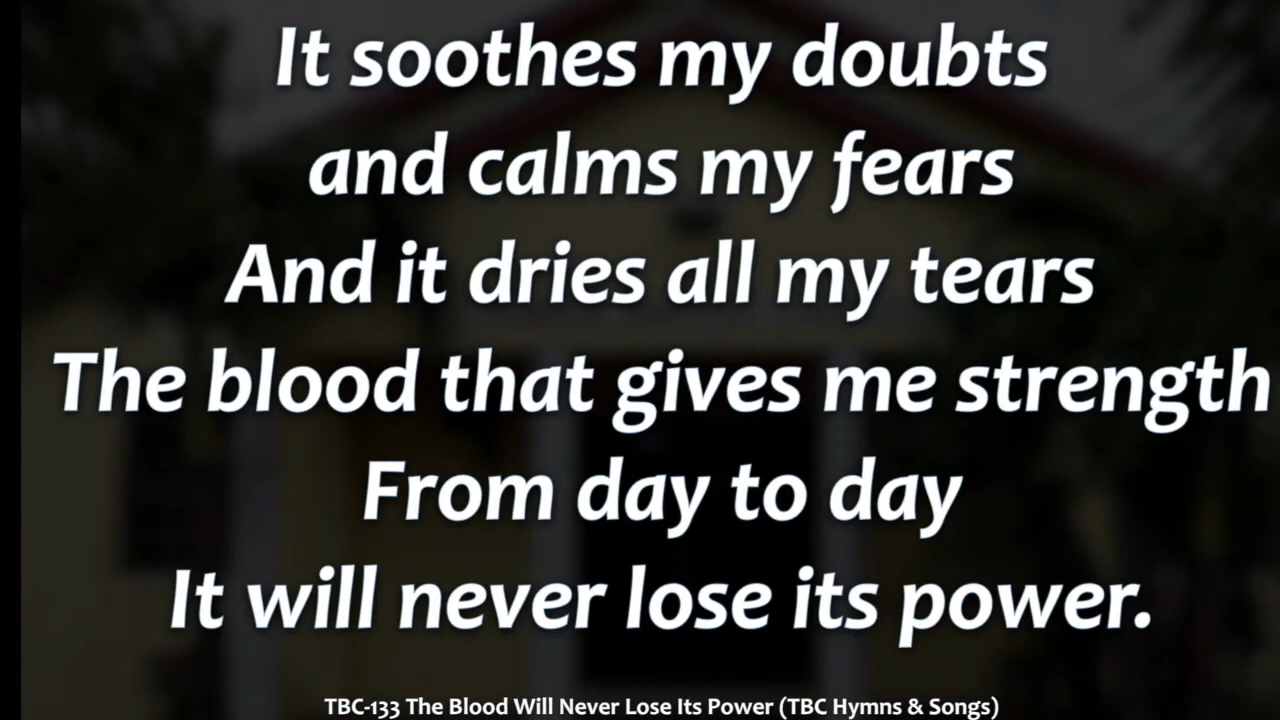 It soothes my doubts
and calms my fears
And it dries all my tears
The blood that gives me strength
From day to day
It will never lose its power.
TBC-133 The Blood Will Never Lose Its Power (TBC Hymns & Songs)